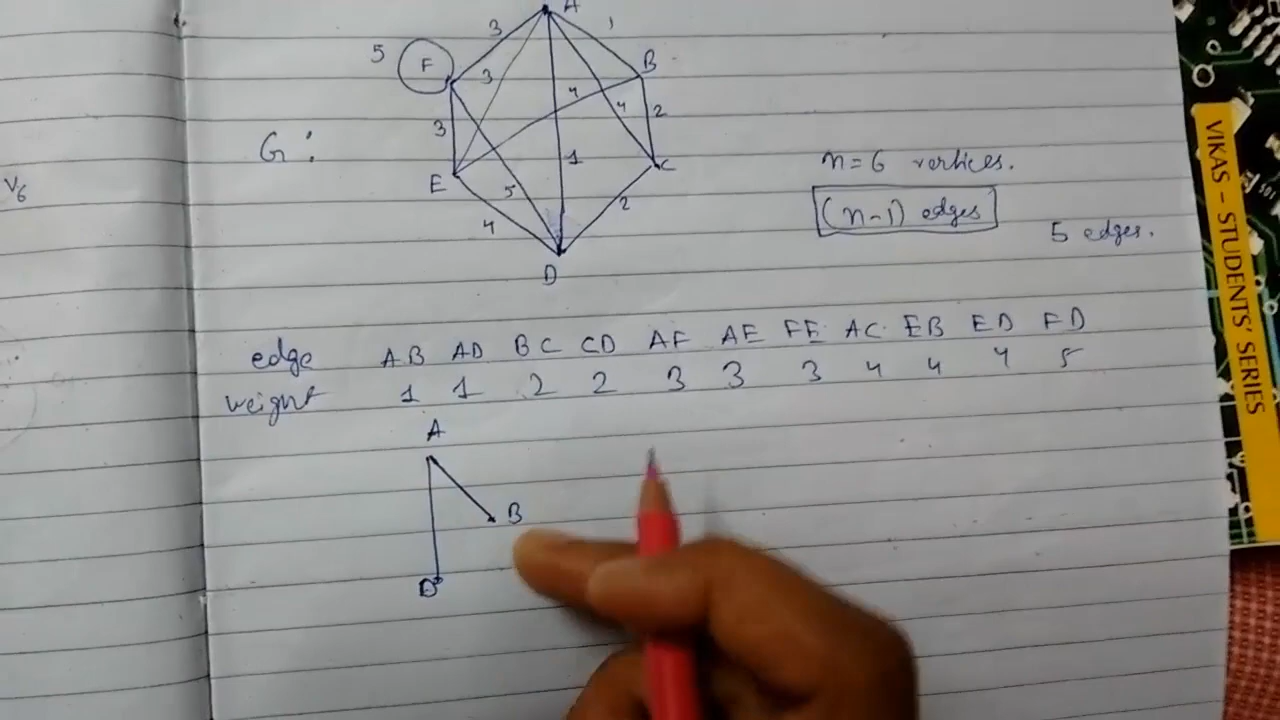 A
3
1
5
F
3
B
4
4
2
3
G:
1
C
E
5
2
4
D
V6
n=6 vertices.
(n-1) edges
5 edges.
edge AB AD BC CD AF AE FE AC EB ED FD
weight 1 1 2 2 3 3 3 4 4 4 5
A
B
D
VIKAS – STUDENTS' SERIES